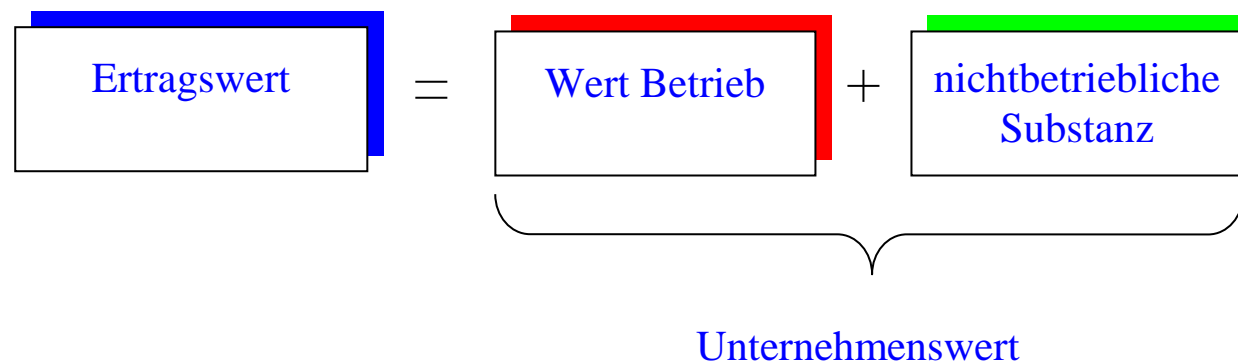 Ertragswert = Wert Betrieb + nichtbetriebliche
Substanz
Unternehmenswert